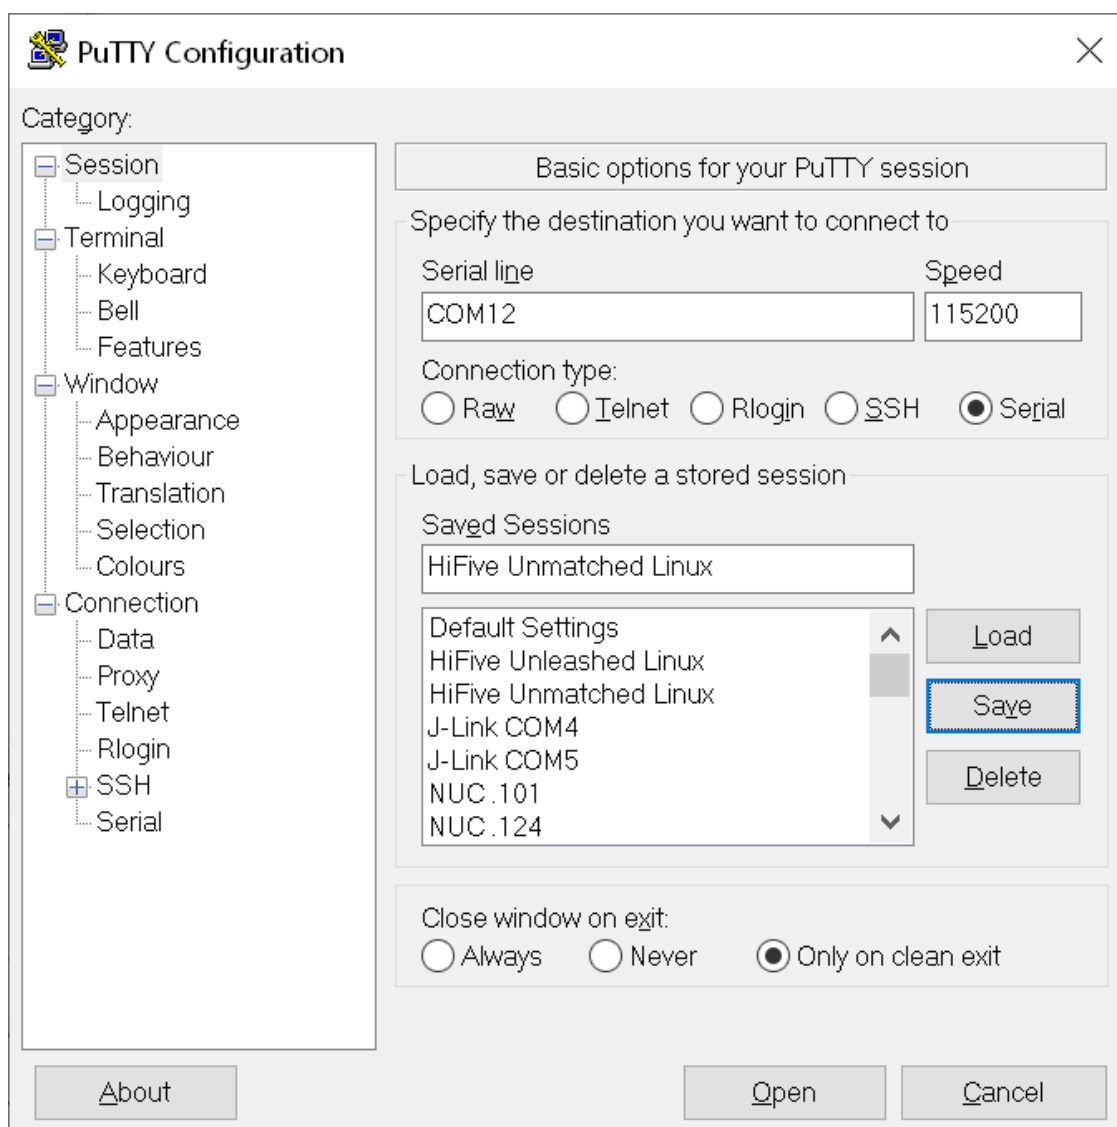 PuTTY Configuration
Category:
Session
Logging
Terminal
Keyboard
Bell
Features
Window
Appearance
Behaviour
Translation
Selection
Colours
Connection
Data
Proxy
Telnet
Rlogin
SSH
Serial
Basic options for your PuTTY session
Specify the destination you want to connect to
Serial line Speed
COM12 115200
Connection type:
Raw Telnet Rlogin SSH Serial
Load, save or delete a stored session
Saved Sessions
HiFive Unmatched Linux
Default Settings
HiFive Unleashed Linux
HiFive Unmatched Linux
J-Link COM4
J-Link COM5
NUC .101
NUC .124
Load
Save
Delete
Close window on exit:
Always Never Only on clean exit
About Open Cancel